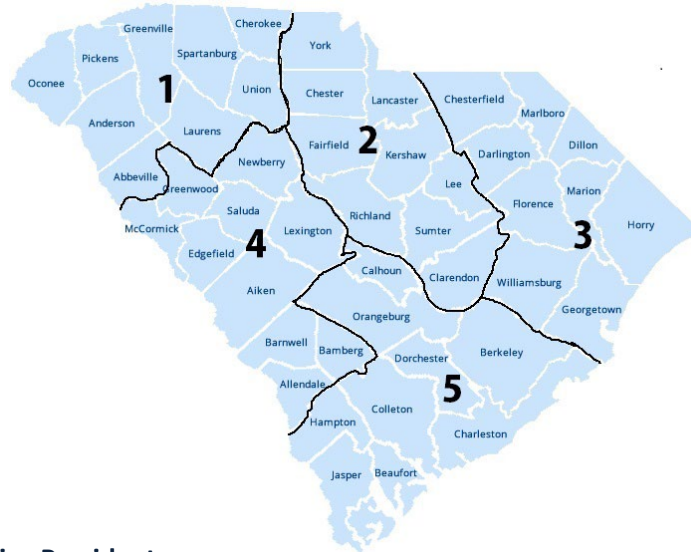 Cherokee
Greenville
York
Spartanburg
Pickens
Oconee
1
Union
Chester
Lancaster
Chesterfield
Marlboro
Anderson
Laurens
Fairfield
2
Kershaw
Darlington
Dillon
Newberry
Abbeville
Greenwood
Lee
Marion
Florence
Saluda
Richland
Horry
McCormick
Lexington
Sumter
3
4
Edgefield
Calhoun
Clarendon
Williamsburg
Aiken
Georgetown
Orangeburg
Barnwell
Bamberg
Berkeley
Dorchester
Allendale
5
Colleton
Hampton
Charleston
Jasper
Beaufort